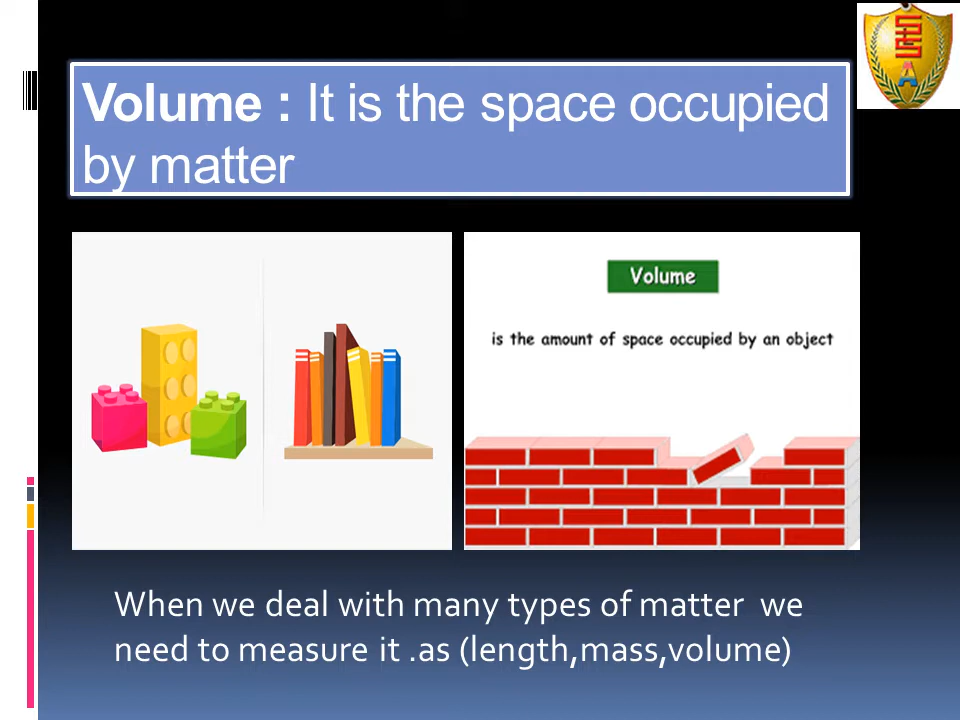 Volume : It is the space occupied
by matter
Volume
is the amount of space occupied by an object
When we deal with many types of matter  we
need to measure it .as (length,mass,volume)